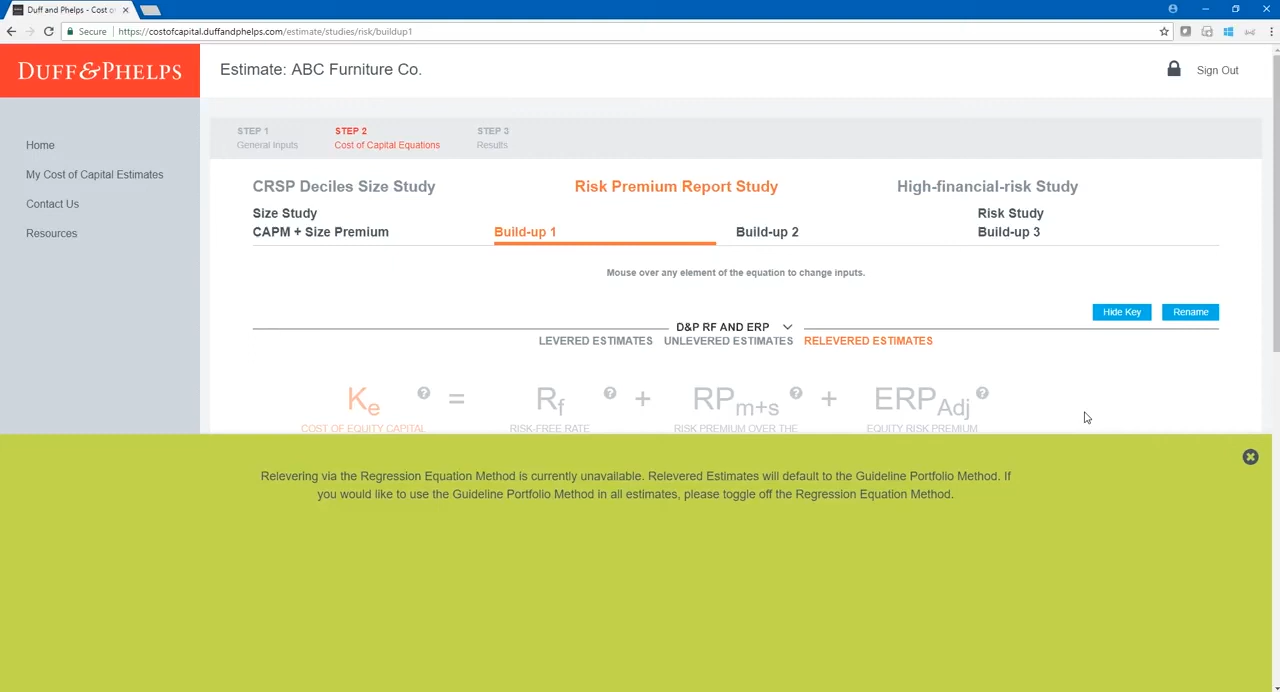 Duff and Phelps - Cost o
Secure
https://costofcapital.duffandphelps.com/estimate/studies/risk/buildup1
DUFF&PHELPS
Estimate: ABC Furniture Co.
Sign Out
Home
My Cost of Capital Estimates
Contact Us
Resources
STEP 1
General Inputs
STEP 2
Cost of Capital Equations
STEP 3
Results
CRSP Deciles Size Study
Risk Premium Report Study
High-financial-risk Study
Size Study
CAPM + Size Premium
Build-up 1
Build-up 2
Risk Study
Build-up 3
Mouse over any element of the equation to change inputs.
Hide Key
Rename
D&P RF AND ERP
LEVERED ESTIMATES UNLEVERED ESTIMATES RELEVERED ESTIMATES
Ke ? = Rf ? + RPm+s ? + ERPAdj ?
COST OF EQUITY CAPITAL
RISK-FREE RATE
RISK PREMIUM OVER THE
EQUITY RISK PREMIUM
Relevering via the Regression Equation Method is currently unavailable. Relevered Estimates will default to the Guideline Portfolio Method. If
you would like to use the Guideline Portfolio Method in all estimates, please toggle off the Regression Equation Method.